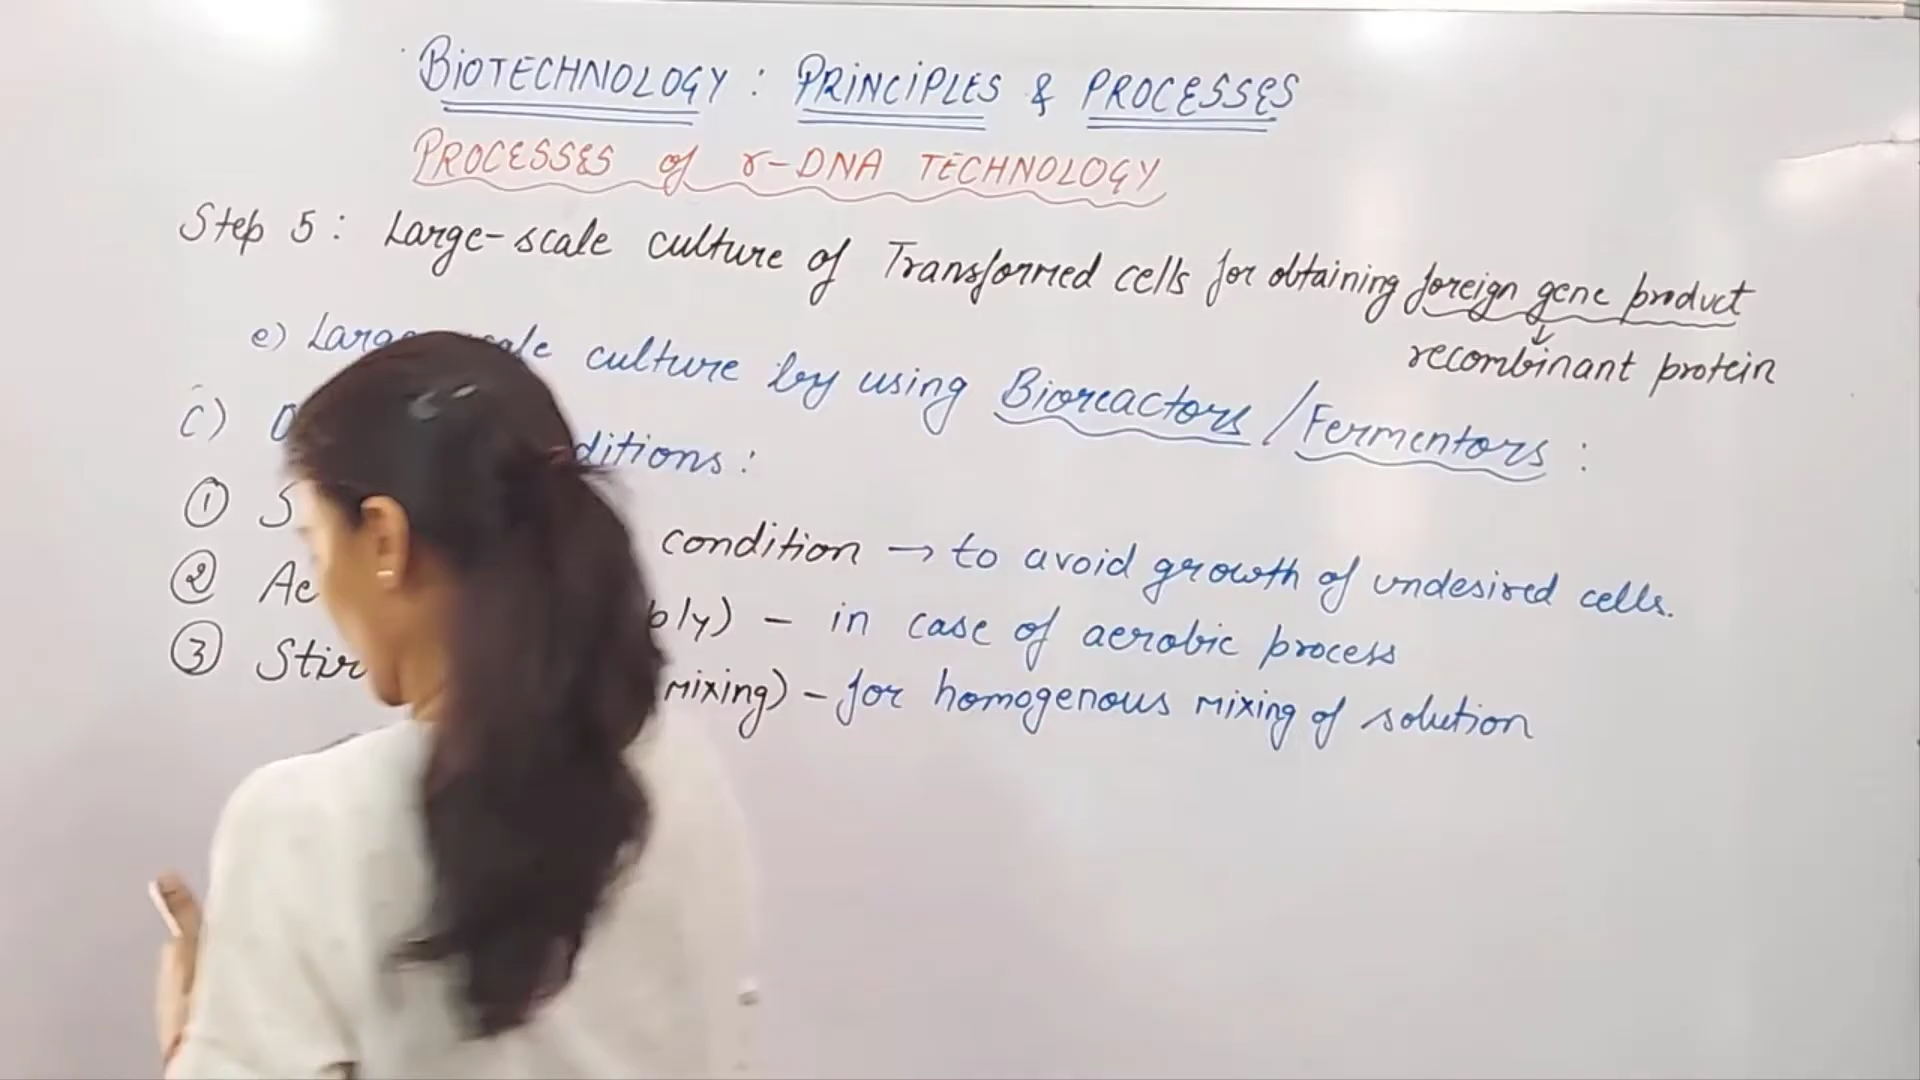 BIOTECHNOLOGY : PRINCIPLES & PROCESSES
PROCESSES of r-DNA TECHNOLOGY
Step 5 : Large-scale culture of Transformed cells for obtaining foreign gene product
↓
recombinant protein
e) Large scale culture by using Bioreactors / Fermentors :
C) ditions :
① condition → to avoid growth of undesired cells.
② Ae ply) - in case of aerobic process
③ Stir mixing) - for homogenous mixing of solution